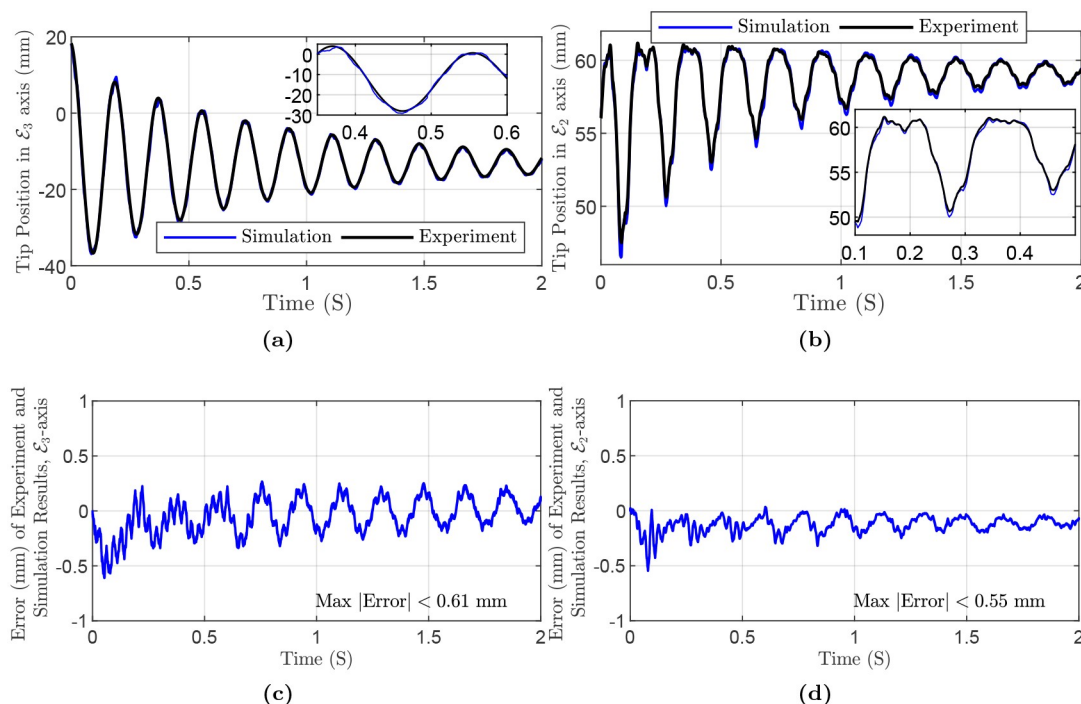 Tip Position in ℰ₃ axis (mm)
20
0
-20
-40
0
-10
-20
-30
0.4
0.5
0.6
Simulation
Experiment
0
0.5
1
1.5
2
Time (S)
(a)
Simulation
Experiment
Tip Position in ℰ₂ axis (mm)
60
55
50
60
55
50
0.1
0.2
0.3
0.4
0
0.5
1
1.5
2
Time (S)
(b)
Error (mm) of Experiment and
Simulation Results, ℰ₃-axis
1
0.5
0
-0.5
-1
Max |Error| < 0.61 mm
0
0.5
1
1.5
2
Time (S)
(c)
Error (mm) of Experiment and
Simulation Results, ℰ₂-axis
1
0.5
0
-0.5
-1
Max |Error| < 0.55 mm
0
0.5
1
1.5
2
Time (S)
(d)